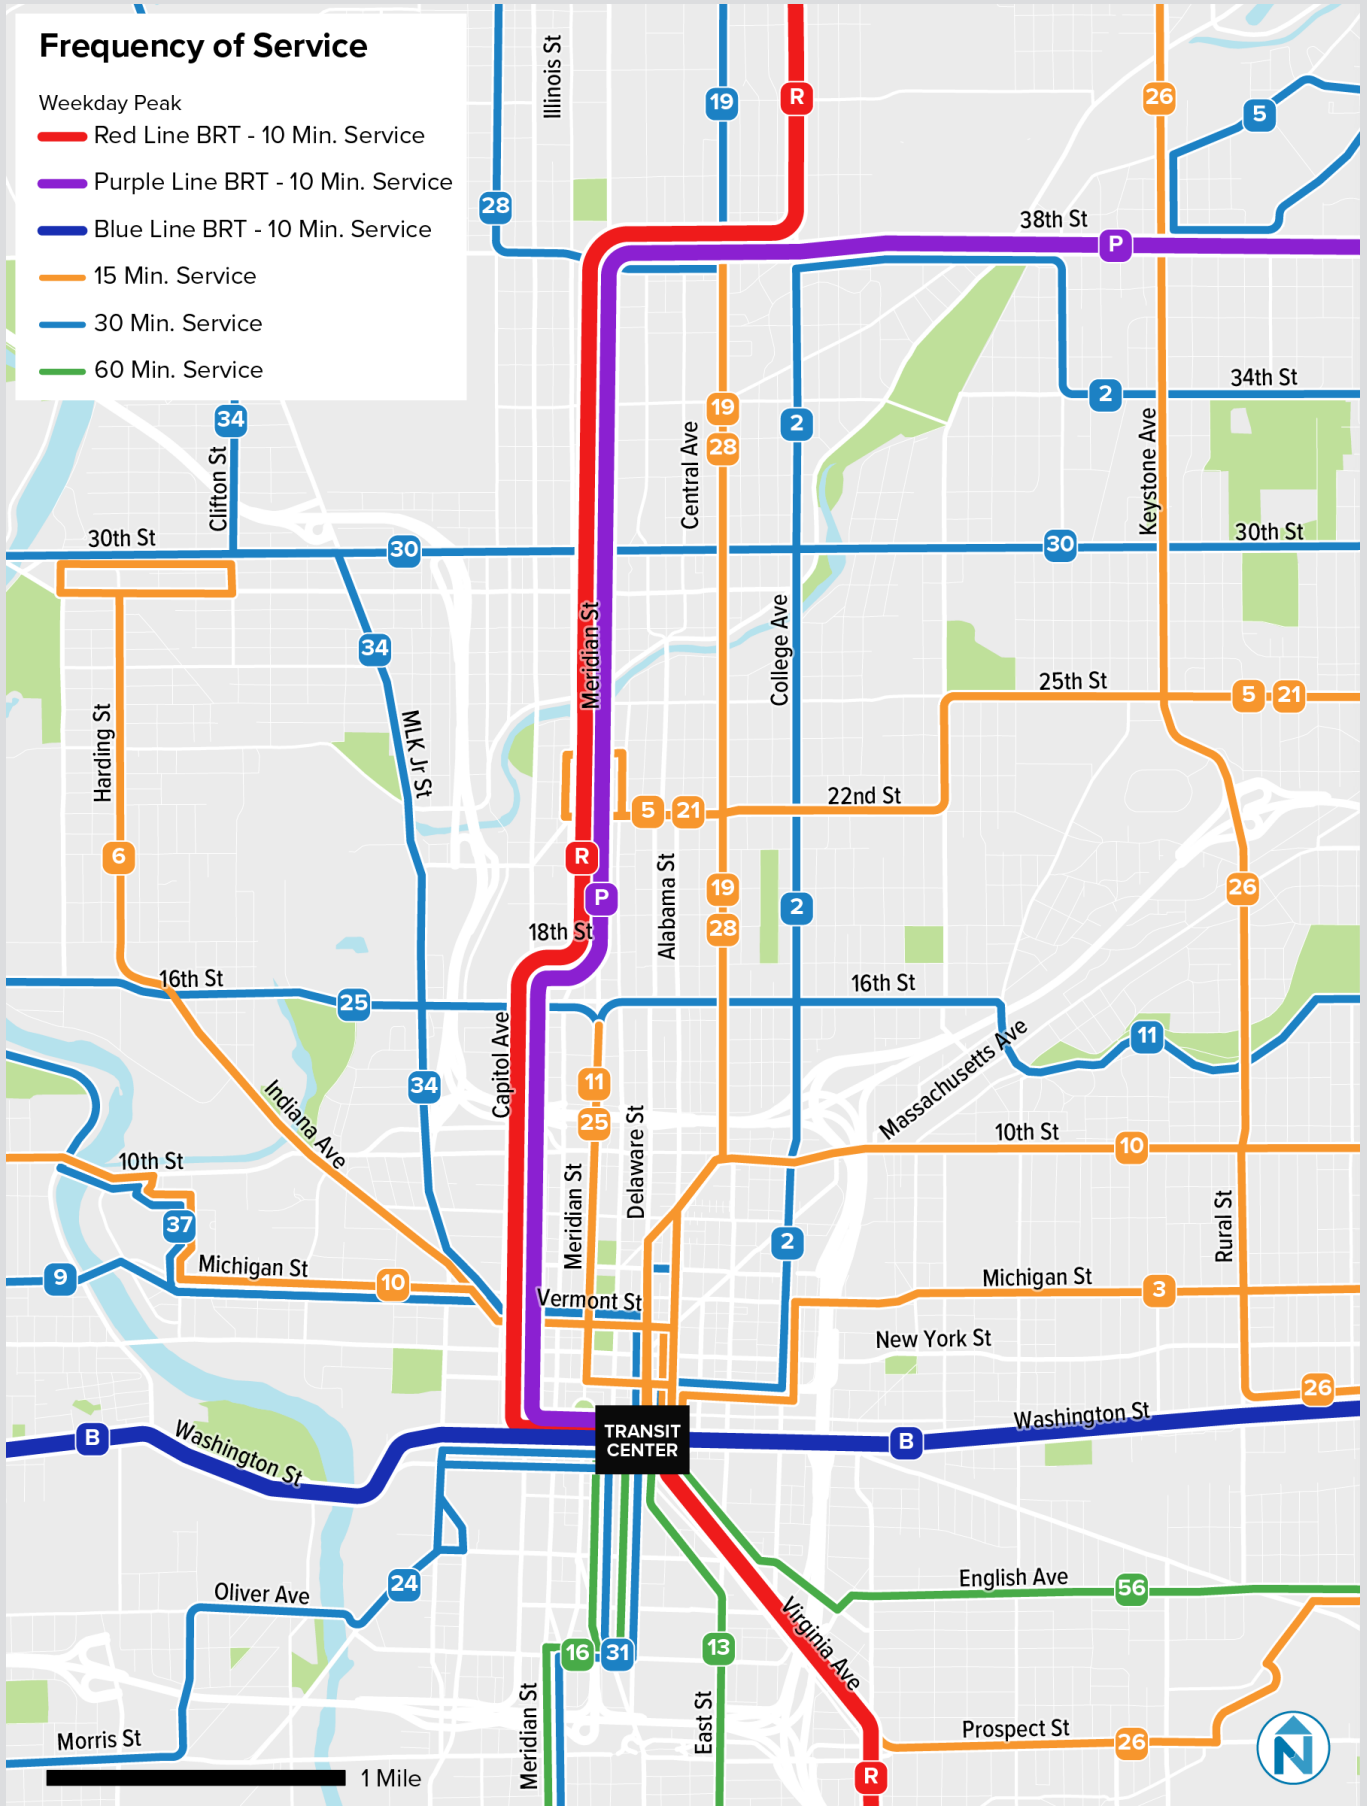 Frequency of Service
Weekday Peak
Red Line BRT - 10 Min. Service
Purple Line BRT - 10 Min. Service
Blue Line BRT - 10 Min. Service
15 Min. Service
30 Min. Service
60 Min. Service
Illinois St
19
R
26
5
28
38th St
P
34th St
2
34
19
2
28
Central Ave
Keystone Ave
Clifton St
30th St
30
30
30th St
34
Meridian St
College Ave
25th St
5
21
Harding St
MLK Jr St
22nd St
5
21
6
R
P
Alabama St
19
28
2
26
18th St
16th St
25
16th St
Capitol Ave
11
Massachusetts Ave
34
11
25
Indiana Ave
10th St
10th St
10
Meridian St
Delaware St
37
2
Rural St
9
Michigan St
10
Michigan St
3
Vermont St
New York St
26
B
Washington St
TRANSIT
CENTER
B
Washington St
24
Oliver Ave
English Ave
56
16
31
13
Virginia Ave
Meridian St
East St
Morris St
Prospect St
26
R
N
1 Mile